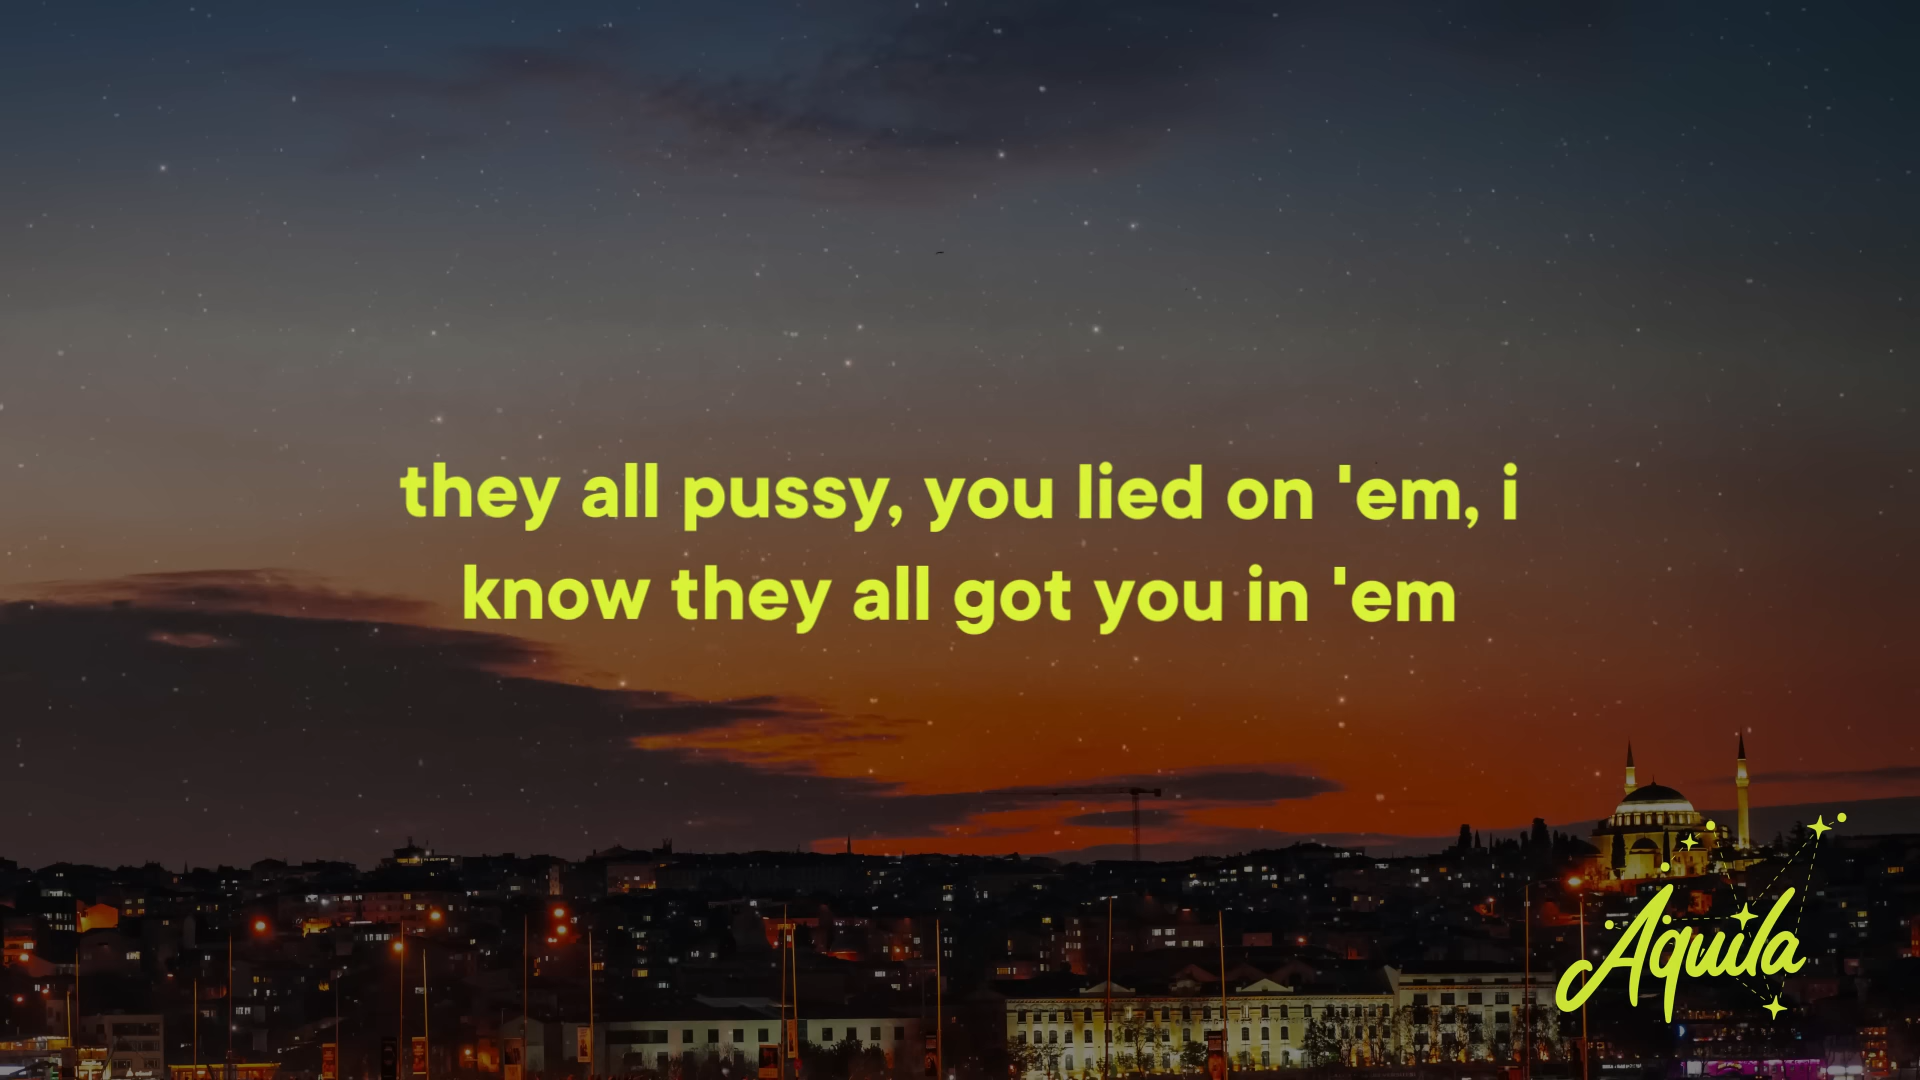 they all pussy, you lied on 'em, i
know they all got you in 'em
Aquila